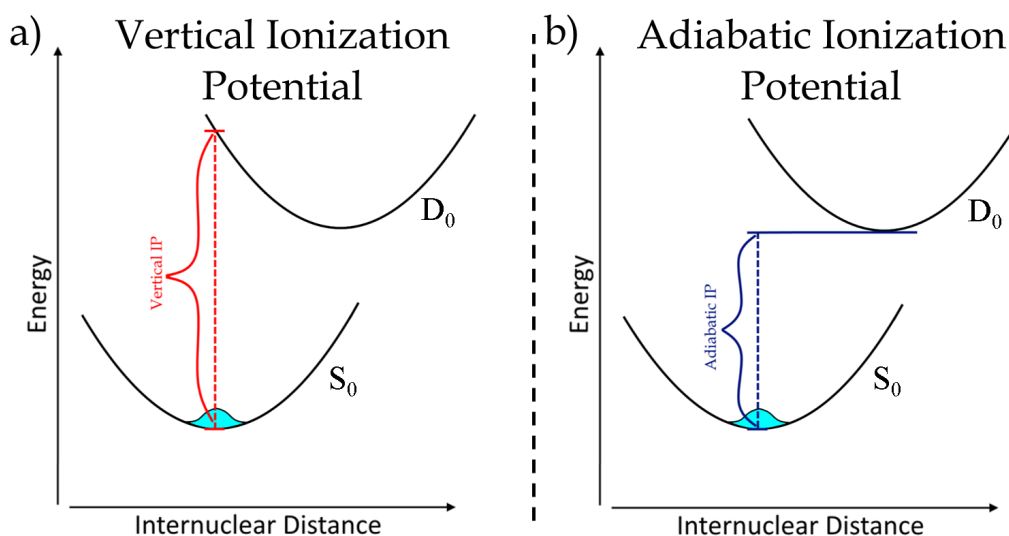 a)
Vertical Ionization
Potential
D0
Vertical IP
Energy
S0
Internuclear Distance
b)
Adiabatic Ionization
Potential
D0
Adiabatic IP
Energy
S0
Internuclear Distance